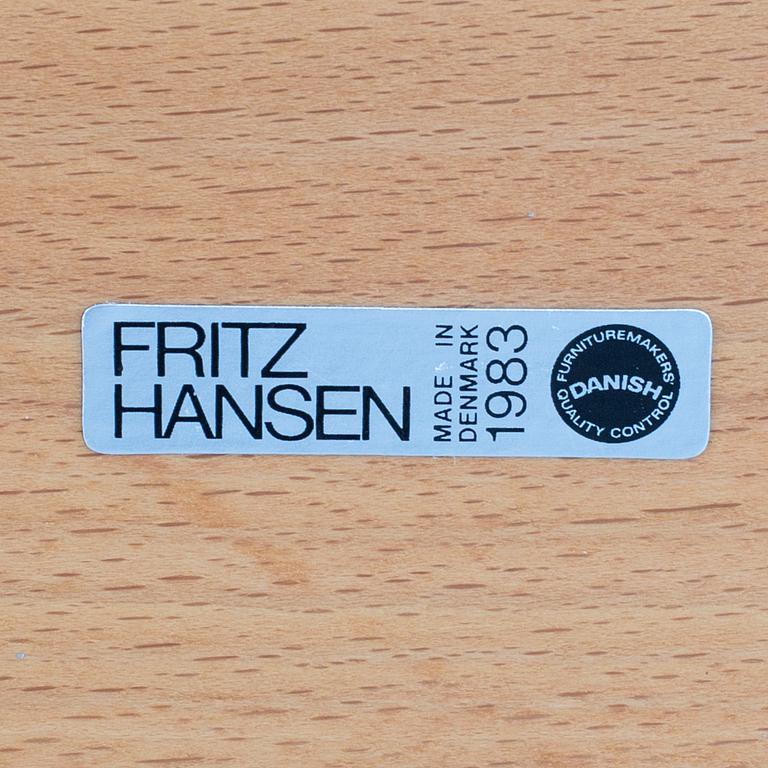 FRITZ
HANSEN
MADE IN
DENMARK
1983
FURNITUREMAKERS'
DANISH
QUALITY CONTROL